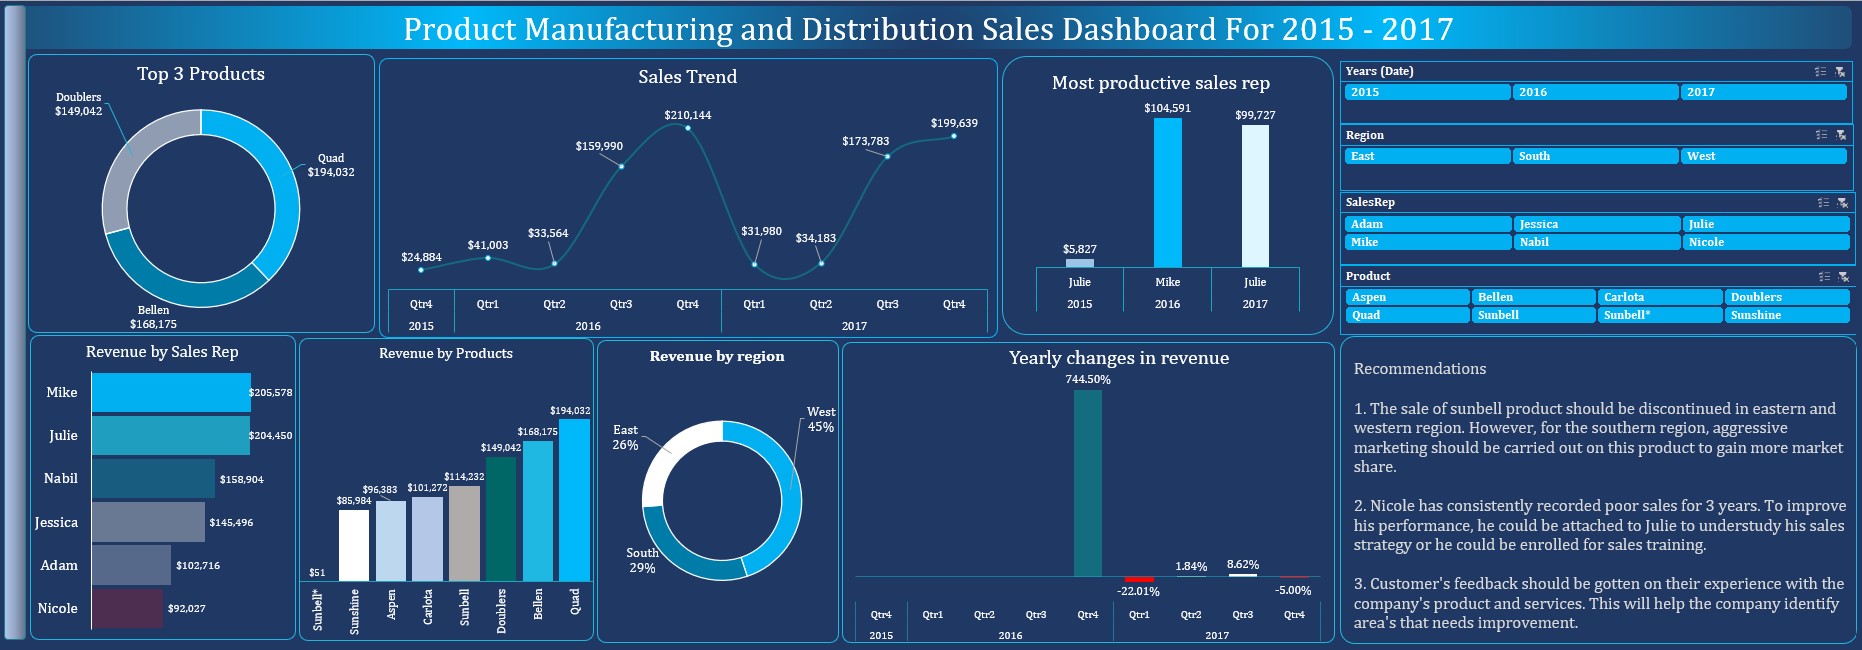 Product Manufacturing and Distribution Sales Dashboard For 2015 - 2017
Top 3 Products
Doublers
$149,042
Quad
$194,032
Bellen
$168,175
Sales Trend
$24,884
$41,003
$33,564
$159,990
$210,144
$31,980
$34,183
$173,783
$199,639
Qtr4 Qtr1 Qtr2 Qtr3 Qtr4 Qtr1 Qtr2 Qtr3 Qtr4
2015 2016 2017
Most productive sales rep
$5,827
$104,591
$99,727
Julie Mike Julie
2015 2016 2017
Years (Date)
2015 2016 2017
Region
East South West
SalesRep
Adam Jessica Julie
Mike Nabil Nicole
Product
Aspen Bellen Carlota Doublers
Quad Sunbell Sunbell* Sunshine
Revenue by Sales Rep
Mike $205,578
Julie $204,450
Nabil $158,904
Jessica $145,496
Adam $102,716
Nicole $92,027
Revenue by Products
$51
$85,984
$96,383
$101,272
$114,232
$149,042
$168,175
$194,032
Sunbell*
Sunshine
Aspen
Carlota
Sunbell
Doublers
Bellen
Quad
Revenue by region
West
45%
East
26%
South
29%
Yearly changes in revenue
744.50%
-22.01%
1.84%
8.62%
-5.00%
Qtr4 Qtr1 Qtr2 Qtr3 Qtr4 Qtr1 Qtr2 Qtr3 Qtr4
2015 2016 2017
Recommendations
1. The sale of sunbell product should be discontinued in eastern and
western region. However, for the southern region, aggressive
marketing should be carried out on this product to gain more market
share.
2. Nicole has consistently recorded poor sales for 3 years. To improve
his performance, he could be attached to Julie to understudy his sales
strategy or he could be enrolled for sales training.
3. Customer's feedback should be gotten on their experience with the
company's product and services. This will help the company identify
area's that needs improvement.